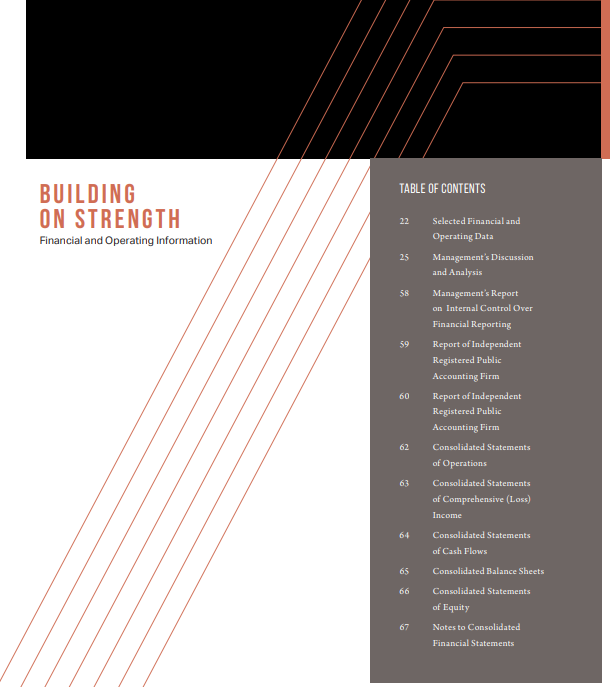 BUILDING
ON STRENGTH
Financial and Operating Information
TABLE OF CONTENTS
22 Selected Financial and
Operating Data
25 Management's Discussion
and Analysis
58 Management's Report
on Internal Control Over
Financial Reporting
59 Report of Independent
Registered Public
Accounting Firm
60 Report of Independent
Registered Public
Accounting Firm
62 Consolidated Statements
of Operations
63 Consolidated Statements
of Comprehensive (Loss)
Income
64 Consolidated Statements
of Cash Flows
65 Consolidated Balance Sheets
66 Consolidated Statements
of Equity
67 Notes to Consolidated
Financial Statements